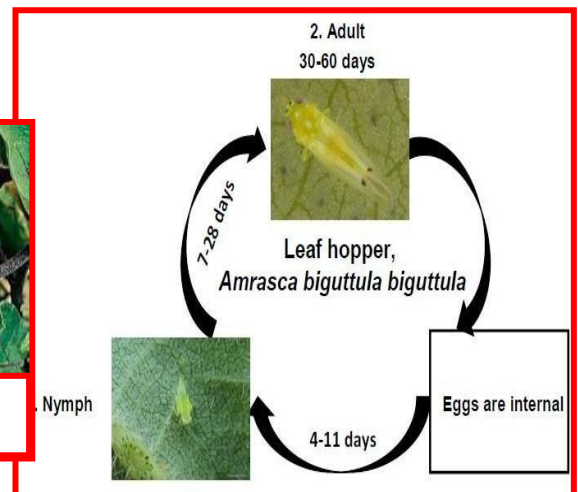 2. Adult
30-60 days
7-28 days
Leaf hopper,
Amrasca biguttula biguttula
. Nymph
Eggs are internal
4-11 days